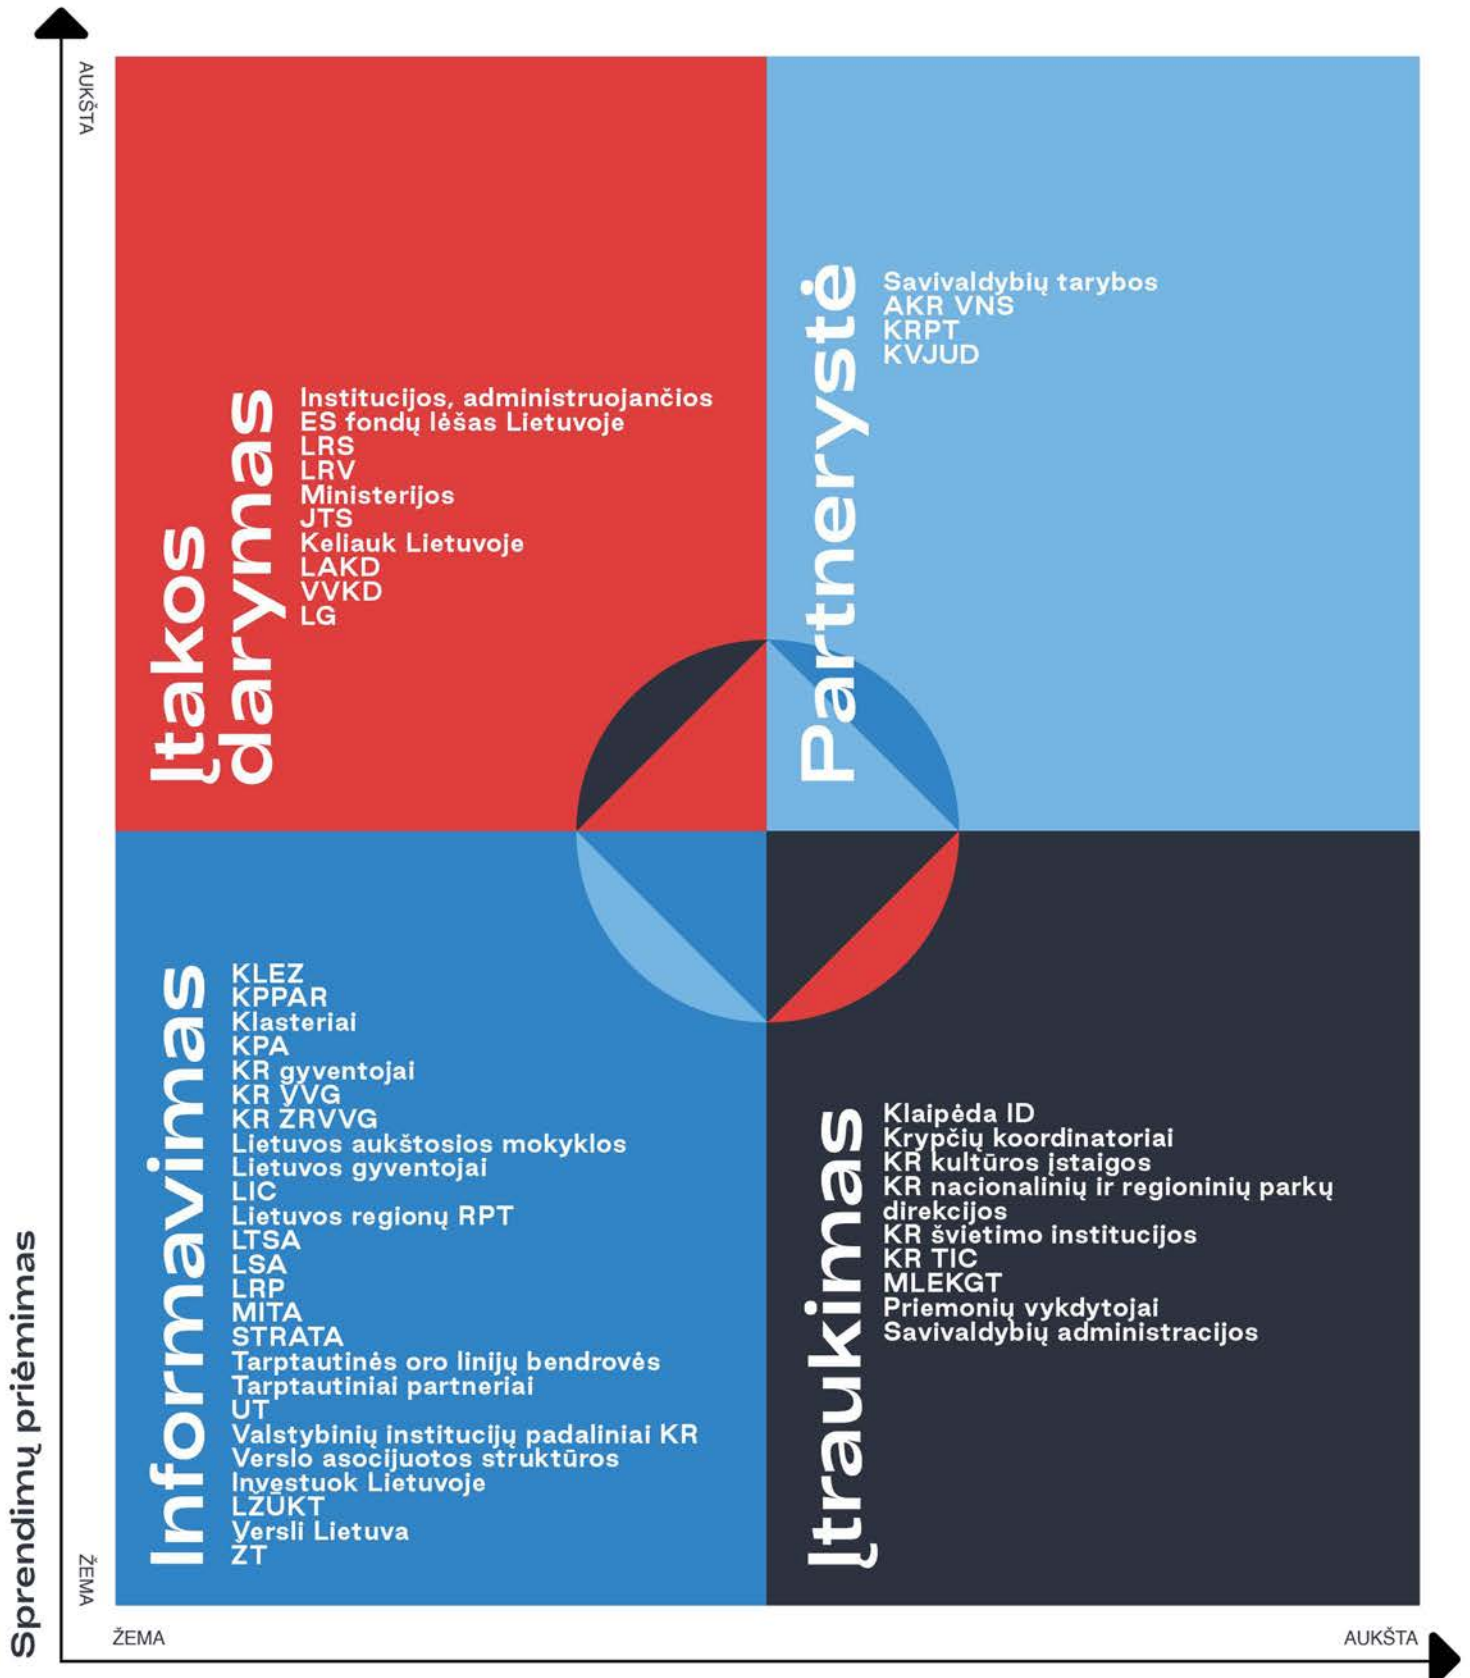 AUKŠTA
Įtakos
darymas
Institucijos, administruojančios
ES fondų lėšas Lietuvoje
LRS
LRV
Ministerijos
JTS
Keliauk Lietuvoje
LAKD
VVKD
LG
Partnerystė
Savivaldybių tarybos
AKR VNS
KRPT
KVJUD
Informavimas
KLEZ
KPPAR
Klasteriai
KPA
KR gyventojai
KR VVG
KR ŽRVVG
Lietuvos aukštosios mokyklos
Lietuvos gyventojai
LIC
Lietuvos regionų RPT
LTSA
LSA
LRP
MITA
STRATA
Tarptautinės oro linijų bendrovės
Tarptautiniai partneriai
UT
Valstybinių institucijų padaliniai KR
Verslo asocijuotos struktūros
Investuok Lietuvoje
LŽŪKT
Versli Lietuva
ŽT
Įtraukimas
Klaipėda ID
Krypčių koordinatoriai
KR kultūros įstaigos
KR nacionalinių ir regioninių parkų
direkcijos
KR švietimo institucijos
KR TIC
MLEKGT
Priemonių vykdytojai
Savivaldybių administracijos
Sprendimų priėmimas
ŽEMA
ŽEMA
AUKŠTA